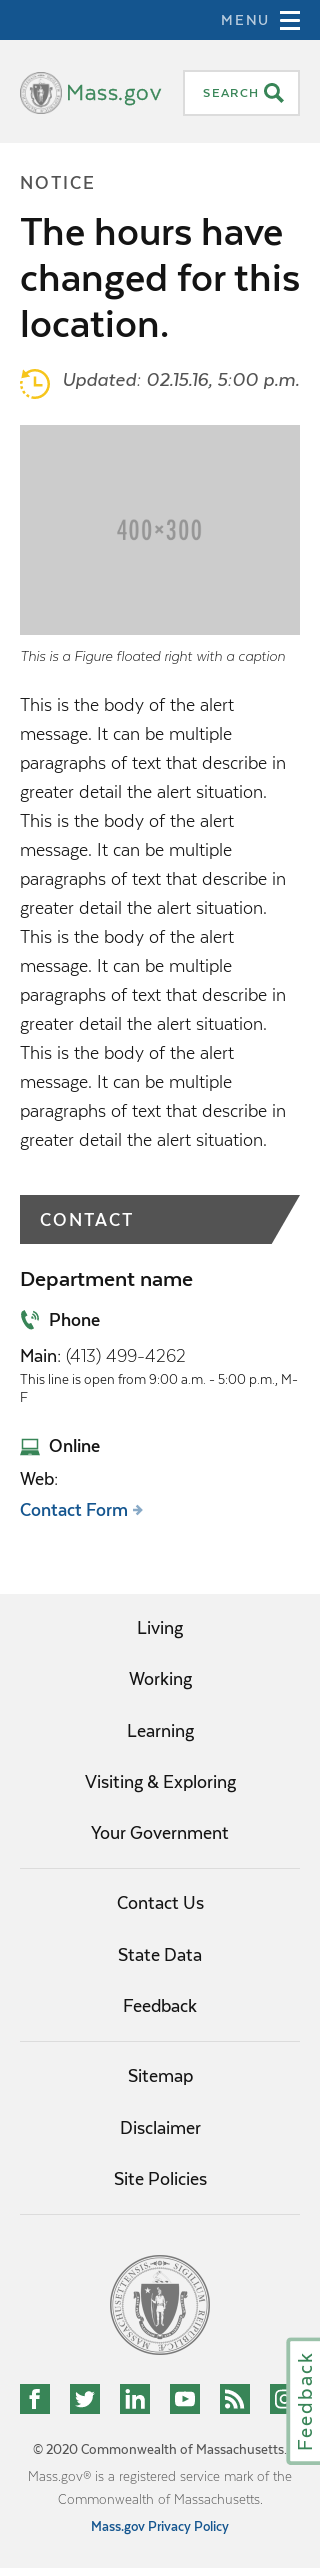 MENU
Mass.gov
SEARCH
NOTICE
The hours have
changed for this
location.
Updated: 02.15.16, 5:00 p.m.
400×300
This is a Figure floated right with a caption
This is the body of the alert
message. It can be multiple
paragraphs of text that describe in
greater detail the alert situation.
This is the body of the alert
message. It can be multiple
paragraphs of text that describe in
greater detail the alert situation.
This is the body of the alert
message. It can be multiple
paragraphs of text that describe in
greater detail the alert situation.
This is the body of the alert
message. It can be multiple
paragraphs of text that describe in
greater detail the alert situation.
CONTACT
Department name
Phone
Main: (413) 499-4262
This line is open from 9:00 a.m. - 5:00 p.m., M-
F
Online
Web:
Contact Form
Living
Working
Learning
Visiting & Exploring
Your Government
Contact Us
State Data
Feedback
Sitemap
Disclaimer
Site Policies
Feedback
© 2020 Commonwealth of Massachusetts.
Mass.gov® is a registered service mark of the
Commonwealth of Massachusetts.
Mass.gov Privacy Policy